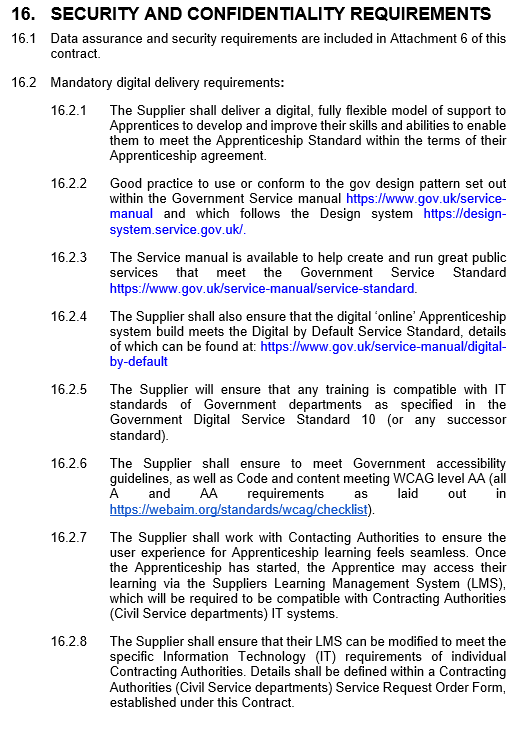 16. SECURITY AND CONFIDENTIALITY REQUIREMENTS
16.1 Data assurance and security requirements are included in Attachment 6 of this
contract.
16.2 Mandatory digital delivery requirements:
16.2.1 The Supplier shall deliver a digital, fully flexible model of support to
Apprentices to develop and improve their skills and abilities to enable
them to meet the Apprenticeship Standard within the terms of their
Apprenticeship agreement.
16.2.2 Good practice to use or conform to the gov design pattern set out
within the Government Service manual https://www.gov.uk/service-
manual and which follows the Design system https://design-
system.service.gov.uk/.
16.2.3 The Service manual is available to help create and run great public
services that meet the Government Service Standard
https://www.gov.uk/service-manual/service-standard.
16.2.4 The Supplier shall also ensure that the digital ‘online’ Apprenticeship
system build meets the Digital by Default Service Standard, details
of which can be found at: https://www.gov.uk/service-manual/digital-
by-default
16.2.5 The Supplier will ensure that any training is compatible with IT
standards of Government departments as specified in the
Government Digital Service Standard 10 (or any successor
standard).
16.2.6 The Supplier shall ensure to meet Government accessibility
guidelines, as well as Code and content meeting WCAG level AA (all
A and AA requirements as laid out in
https://webaim.org/standards/wcag/checklist).
16.2.7 The Supplier shall work with Contacting Authorities to ensure the
user experience for Apprenticeship learning feels seamless. Once
the Apprenticeship has started, the Apprentice may access their
learning via the Suppliers Learning Management System (LMS),
which will be required to be compatible with Contracting Authorities
(Civil Service departments) IT systems.
16.2.8 The Supplier shall ensure that their LMS can be modified to meet the
specific Information Technology (IT) requirements of individual
Contracting Authorities. Details shall be defined within a Contracting
Authorities (Civil Service departments) Service Request Order Form,
established under this Contract.